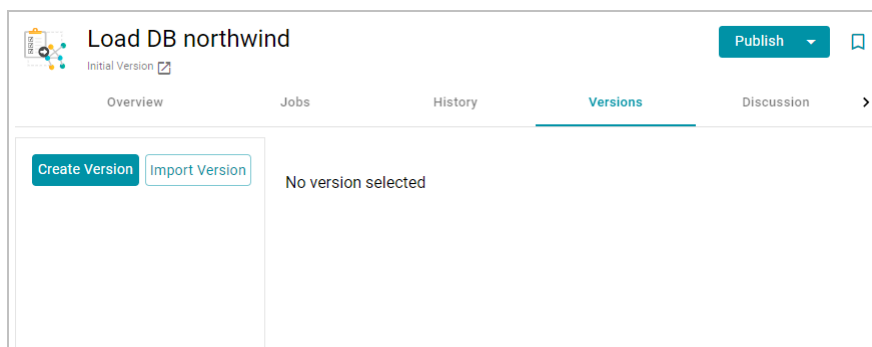 Load DB northwind
Initial Version
Publish
Overview
Jobs
History
Versions
Discussion
Create Version
Import Version
No version selected